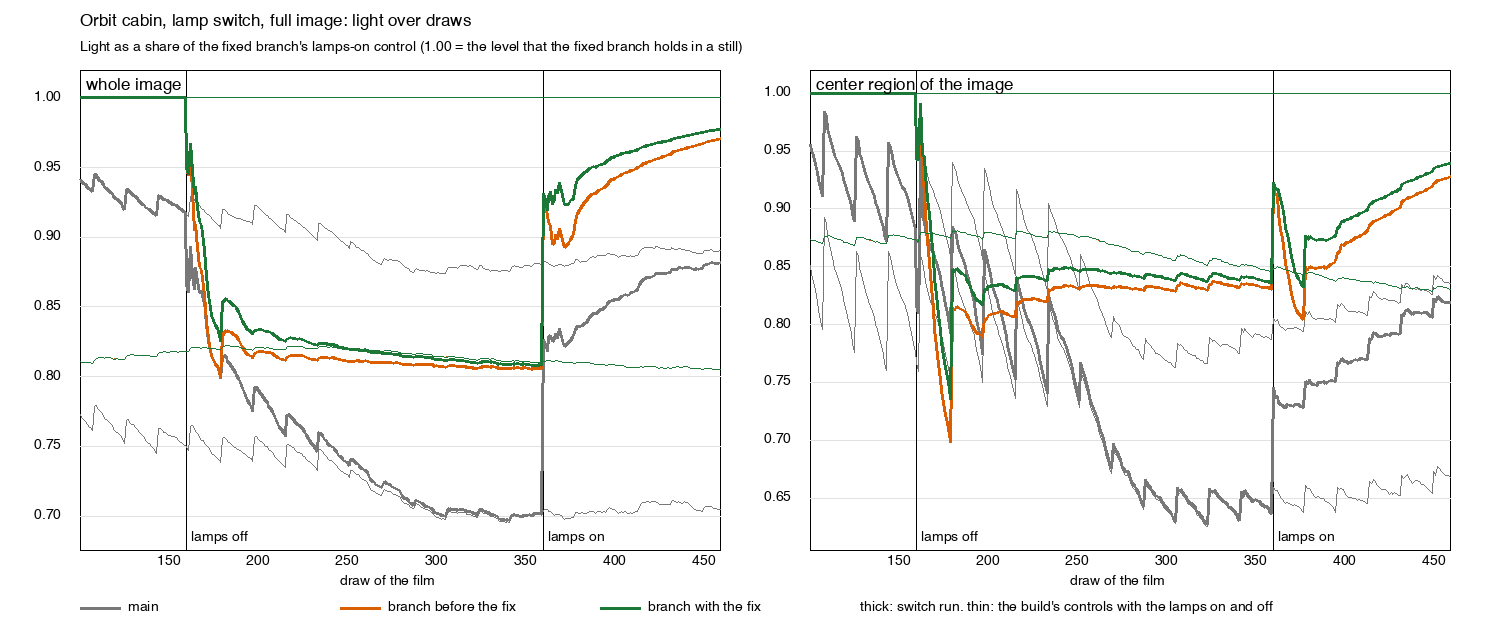 Orbit cabin, lamp switch, full image: light over draws
Light as a share of the fixed branch's lamps-on control (1.00 = the level that the fixed branch holds in a still)
whole image
1.00
0.95
0.90
0.85
0.80
0.75
0.70
lamps off
lamps on
150
200
250
300
350
400
450
draw of the film
center region of the image
1.00
0.95
0.90
0.85
0.80
0.75
0.70
0.65
lamps off
lamps on
150
200
250
300
350
400
450
draw of the film
main
branch before the fix
branch with the fix
thick: switch run. thin: the build's controls with the lamps on and off